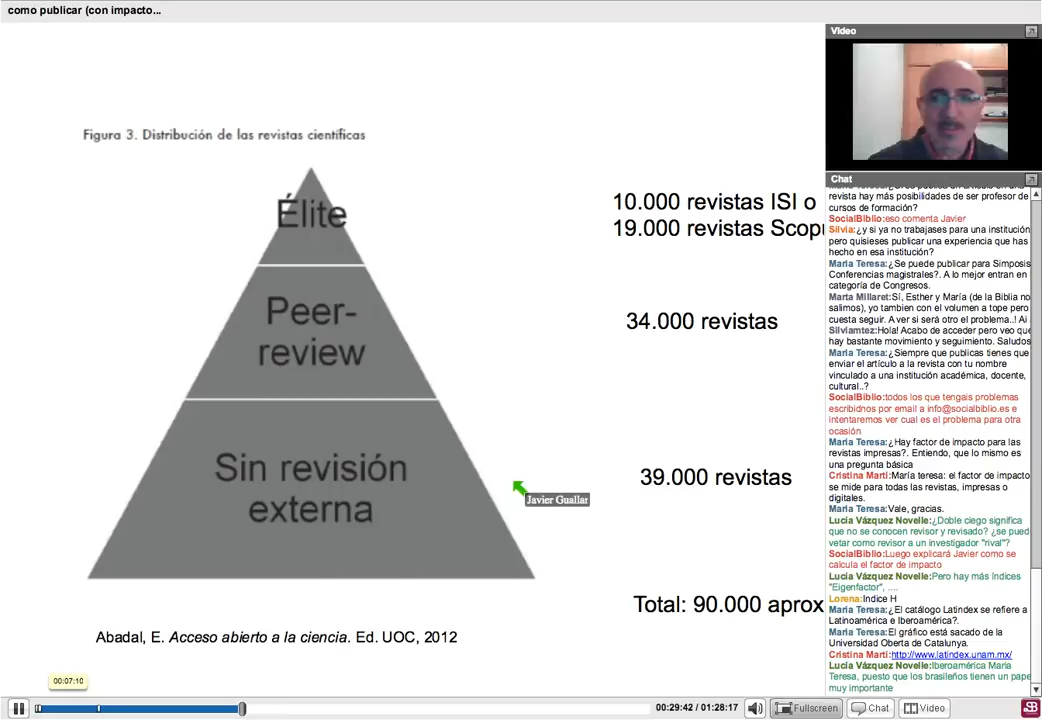 como publicar (con impacto...
Figura 3. Distribución de las revistas científicas
Élite
10.000 revistas ISI o
19.000 revistas Scopu
Peer-
review
34.000 revistas
Sin revisión
externa
39.000 revistas
Javier Guallar
Total: 90.000 aprox
Abadal, E. Acceso abierto a la ciencia. Ed. UOC, 2012
00:07:10
00:29:42 / 01:28:17
Fullscreen
Chat
Video
SB
Video
Chat
revista hay más posibilidades de ser profesor de
cursos de formación?
SocialBiblio:eso comenta Javier
Silvia:¿y si ya no trabajases para una institución
pero quisieses publicar una experiencia que has
hecho en esa institución?
Maria Teresa:¿Se puede publicar para Simposis
Conferencias magistrales?. A lo mejor entran en
categoría de Congresos.
Marta Millaret:Sí, Esther y María (de la Biblia no
salimos), yo tambien con el volumen a tope pero
cuesta seguir. A ver si será otro el problema..! Ai
Silviamtez:Hola! Acabo de acceder pero veo que
hay bastante movimiento y seguimiento. Saludos
Maria Teresa:¿Siempre que publicas tienes que
enviar el artículo a la revista con tu nombre
vinculado a una institución académica, docente,
cultural..?
SocialBiblio:todos los que tengais problemas
escribidnos por email a info@socialbiblio.es e
intentaremos ver cual es el problema para otra
ocasión
Maria Teresa:¿Hay factor de impacto para las
revistas impresas?. Entiendo, que lo mismo es
una pregunta básica
Cristina Martí:María teresa: el factor de impacto
se mide para todas las revistas, impresas o
digitales.
Maria Teresa:Vale, gracias.
Lucía Vázquez Novelle:¿Doble ciego significa
que no se conocen revisor y revisado? ¿se pued
vetar como revisor a un investigador "rival"?
SocialBiblio:Luego explicará Javier como se
calcula el factor de impacto
Lucía Vázquez Novelle:Pero hay más índices
"Eigenfactor", ....
Lorena:Indice H
Maria Teresa:¿El catálogo Latindex se refiere a
Latinoamérica e Iberoamérica?.
Maria Teresa:El gráfico está sacado de la
Universidad Oberta de Catalunya.
Cristina Martí:http://www.latindex.unam.mx/
Lucía Vázquez Novelle:Iberoamérica Maria
Teresa, puesto que los brasileños tienen un pape
muy importante